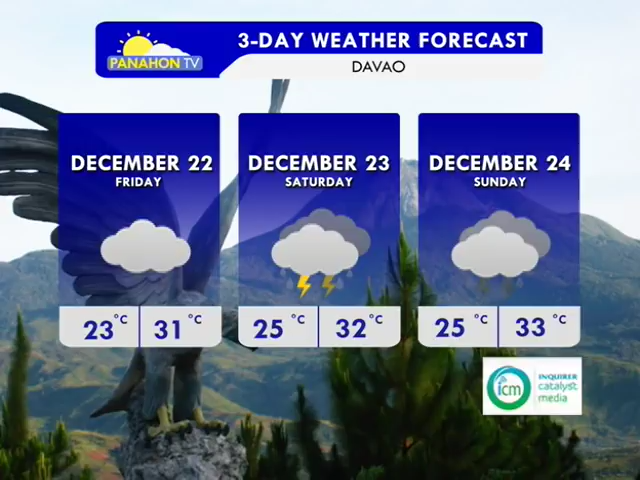 3-DAY WEATHER FORECAST
PANAHON TV
DAVAO
DECEMBER 22
FRIDAY
23 °C 31 °C
DECEMBER 23
SATURDAY
25 °C 32 °C
DECEMBER 24
SUNDAY
25 °C 33 °C
icm
INQUIRER
catalyst
media